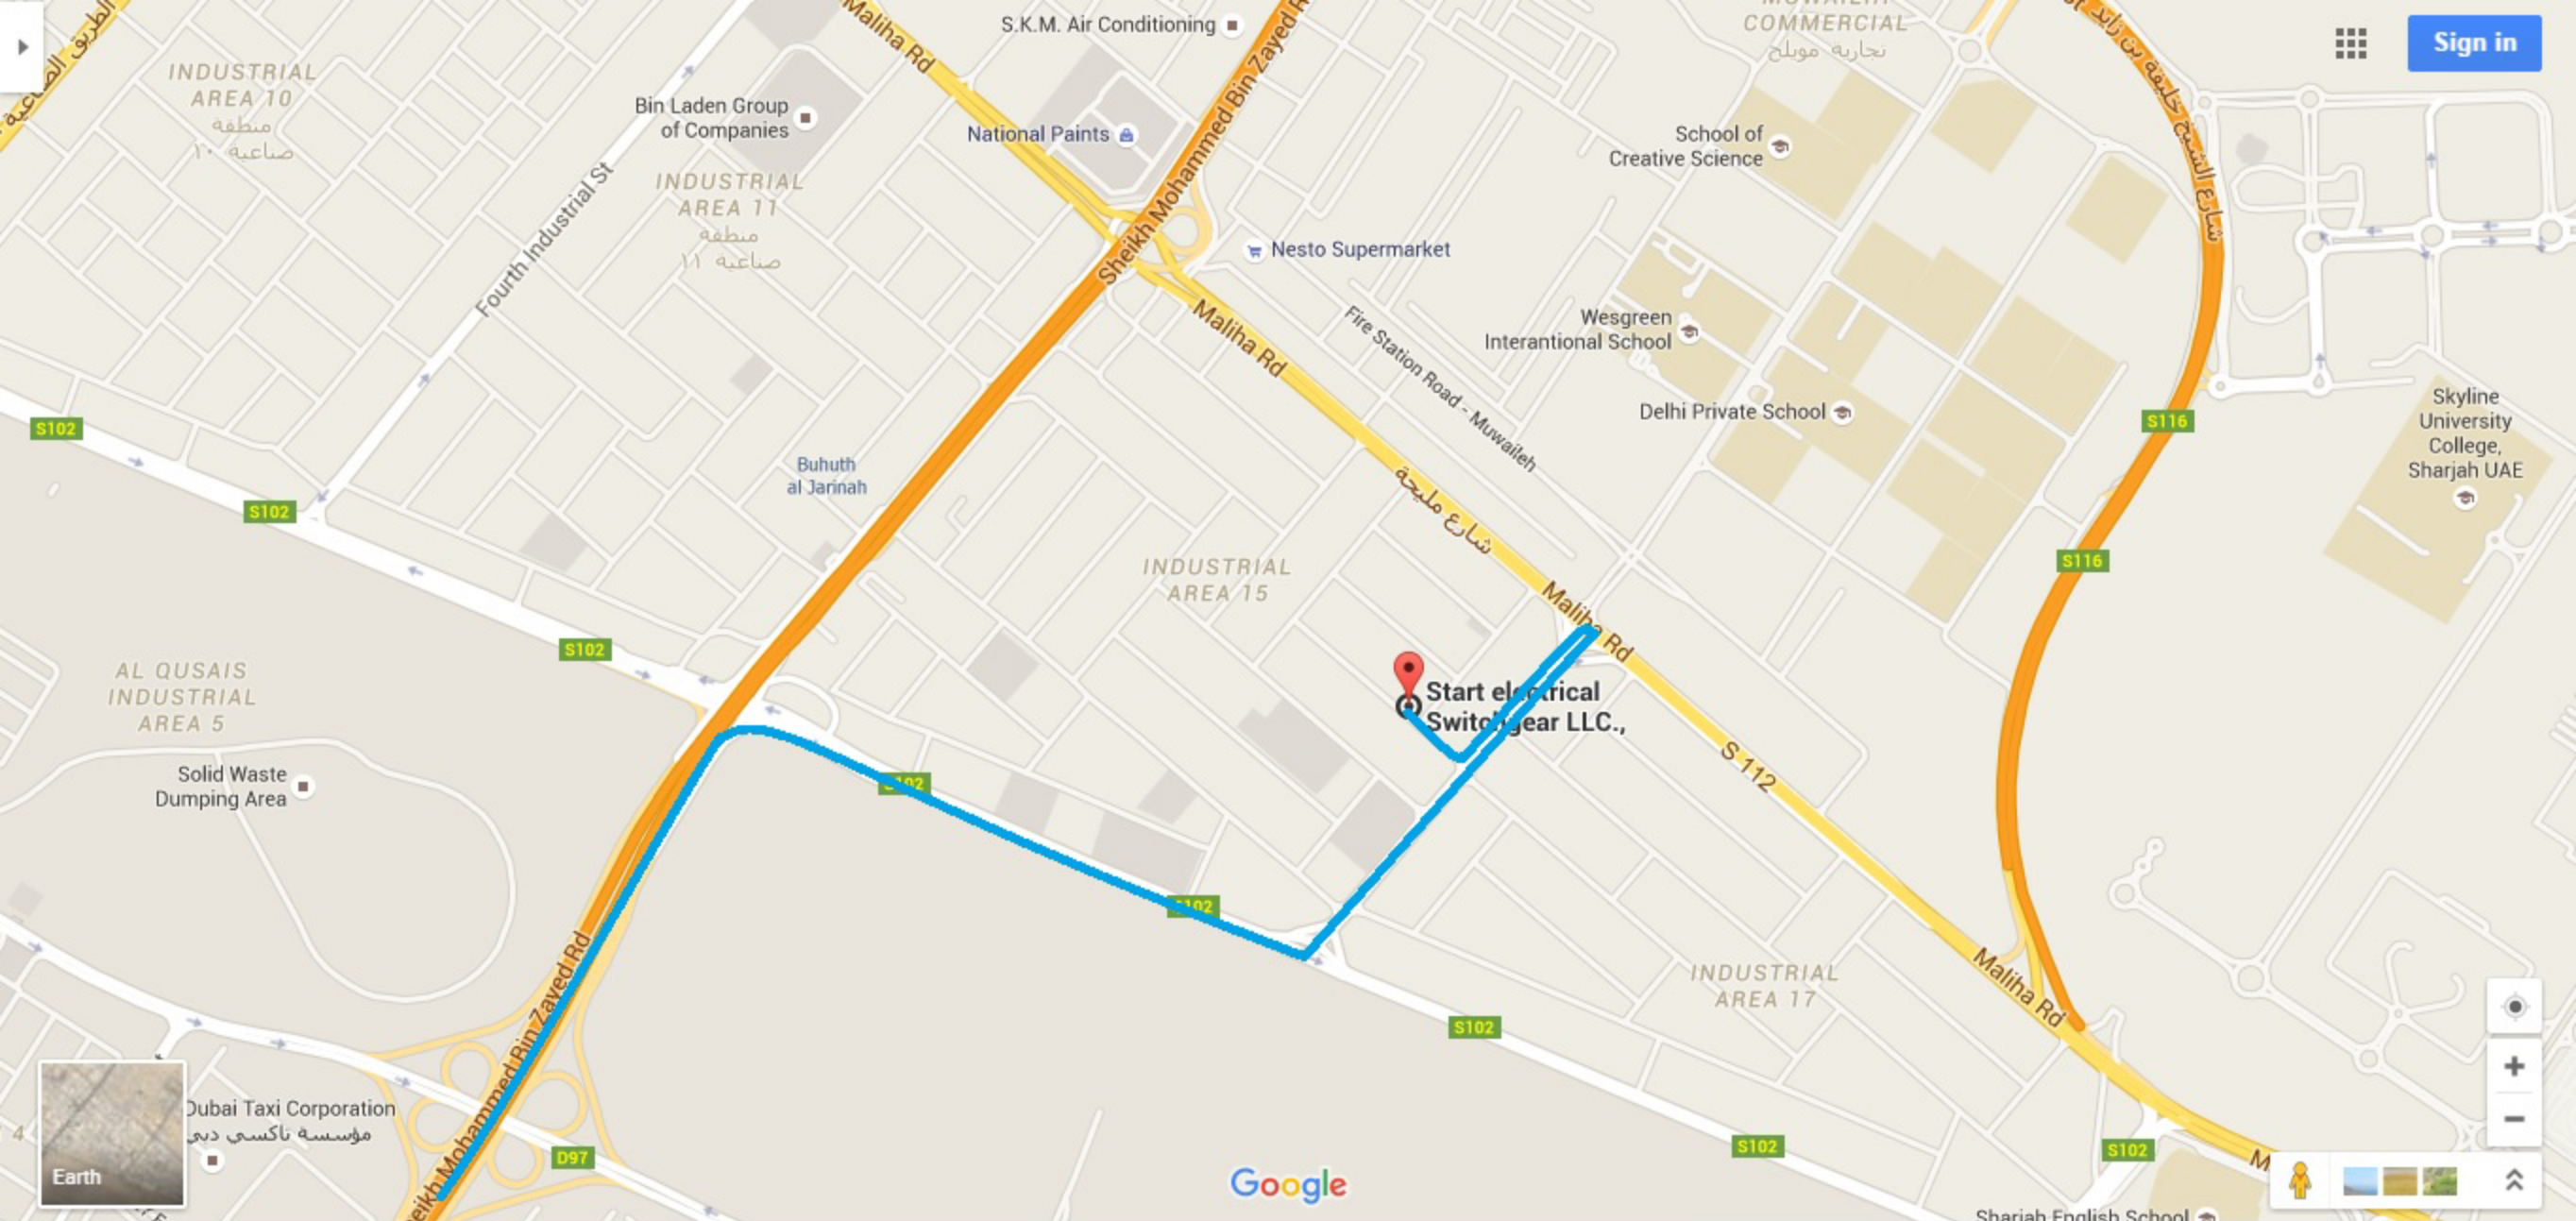 Maliha Rd
S.K.M. Air Conditioning
Sheikh Mohammed Bin Zayed R
COMMERCIAL
تجارية مويلح
شارع الشيخ خليفة بن زايد
Sign in
INDUSTRIAL
AREA 10
منطقة
صناعية ١٠
Bin Laden Group
of Companies
National Paints
School of
Creative Science
INDUSTRIAL
AREA 11
منطقة
صناعية ١١
Fourth Industrial St
Nesto Supermarket
Maliha Rd
Fire Station Road - Muwaileh
Wesgreen
Interantional School
Delhi Private School
Skyline
University
College,
Sharjah UAE
S116
S102
Buhuth
al Jarinah
S102
شارع مليحة
S116
INDUSTRIAL
AREA 15
Maliha Rd
S102
AL QUSAIS
INDUSTRIAL
AREA 5
Start electrical
Switchgear LLC.,
S 112
Solid Waste
Dumping Area
S102
S102
Sheikh Mohammed Bin Zayed Rd
INDUSTRIAL
AREA 17
Maliha Rd
S102
Dubai Taxi Corporation
مؤسسة تاكسي دبي
4
Earth
D97
S102
S102
Google
Sharjah English School